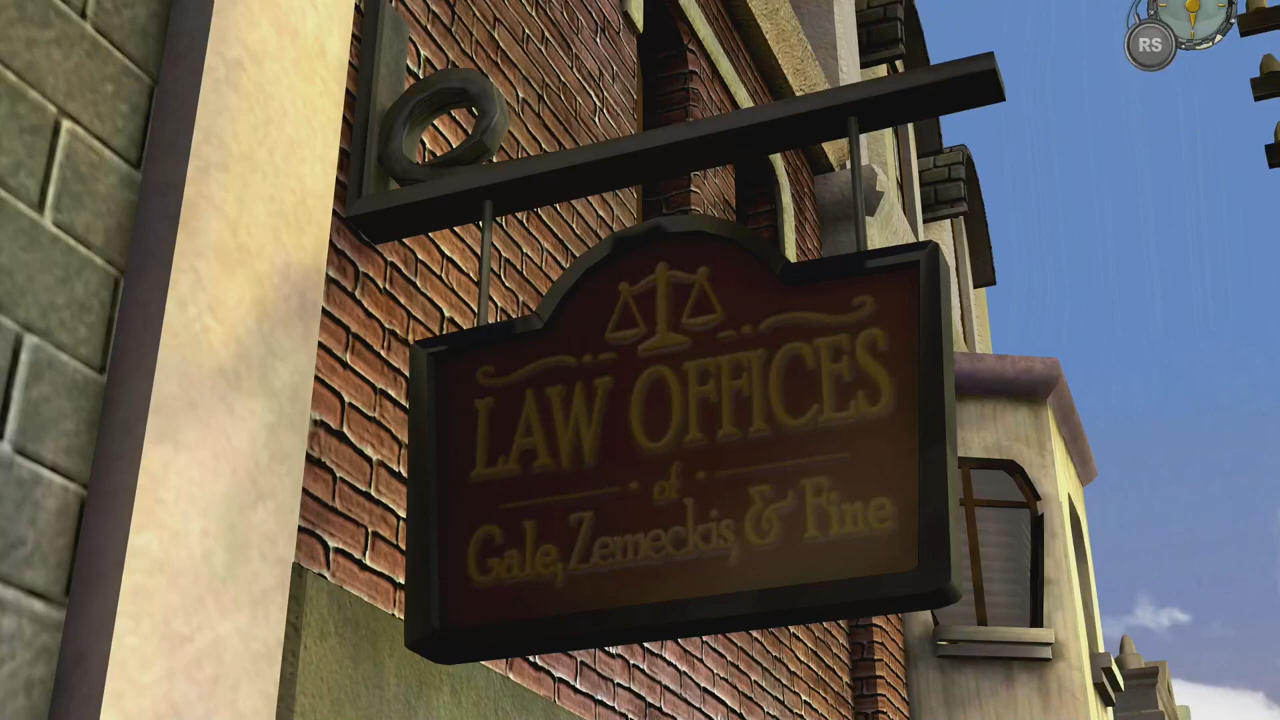 RS
LAW OFFICES
of
Gale, Zemeckis, & Fine